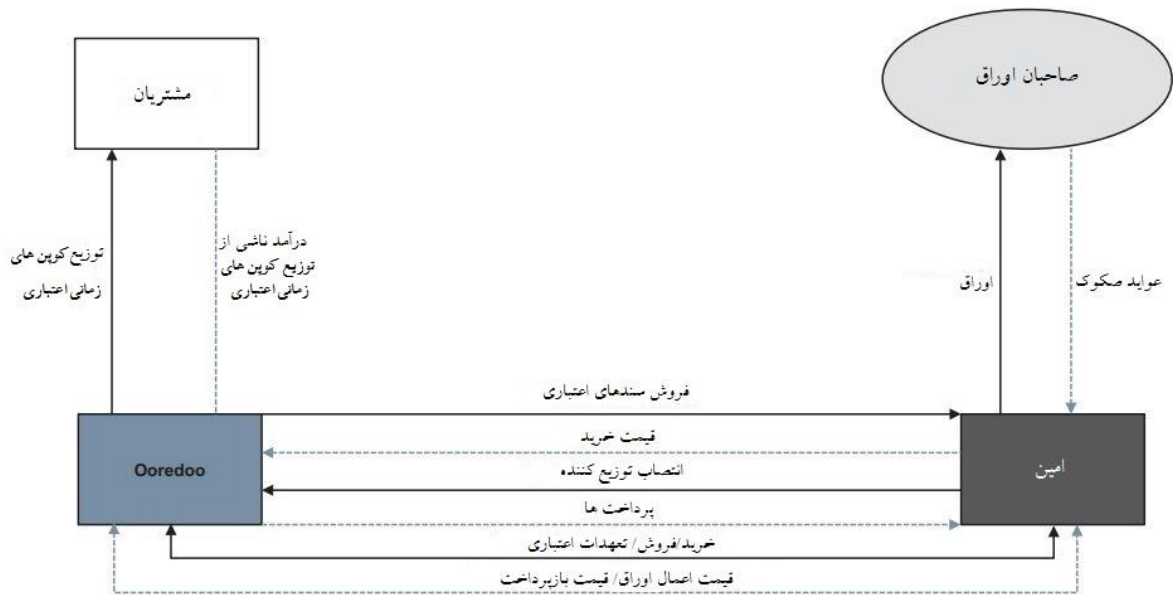 مشتریان
صاحبان اوراق
توزیع کوپن های
زمانی اعتباری
درآمد ناشی از
توزیع کوپن های
زمانی اعتباری
اوراق
عواید صکوک
فروش سندهای اعتباری
قیمت خرید
انتصاب توزیع کننده
پرداخت ها
Ooredoo
امین
خرید/فروش/ تعهدات اعتباری
قیمت اعمال اوراق/ قیمت بازپرداخت